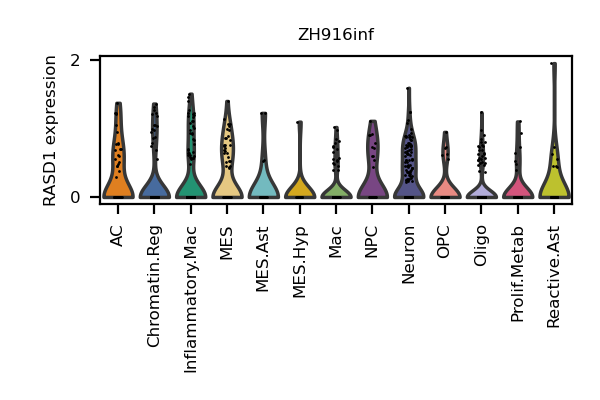 ZH916inf
RASD1 expression
2
0
AC
Chromatin.Reg
Inflammatory.Mac
MES
MES.Ast
MES.Hyp
Mac
NPC
Neuron
OPC
Oligo
Prolif.Metab
Reactive.Ast